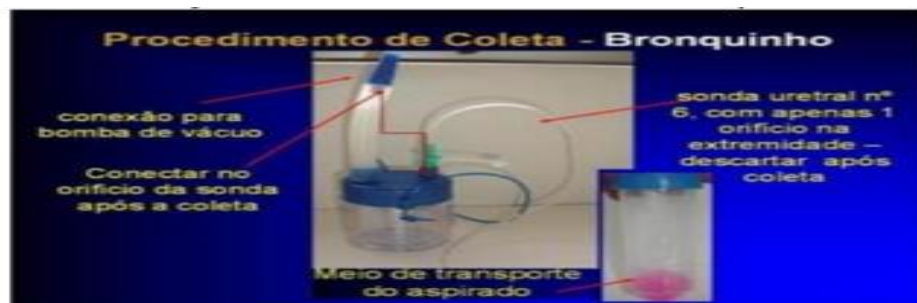 Procedimento de Coleta - Bronquinho
conexão para
bomba de vácuo
Conectar no
orifício da sonda
após a coleta
sonda uretral nº
6, com apenas 1
orifício na
extremidade –
descartar após
coleta
Meio de transporte
do aspirado